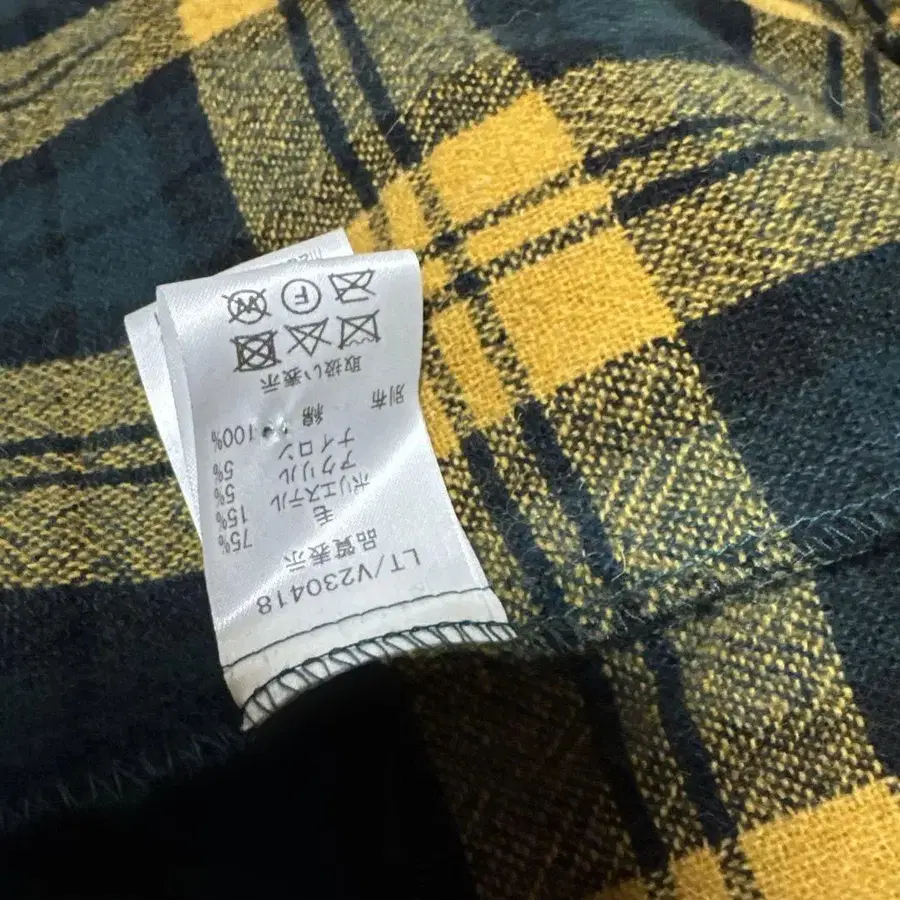 LT/V230418
品質表示
毛 75%
ポリエステル 15%
アクリル 5%
ナイロン 5%
別布 綿 100%
取扱い表示
F
W